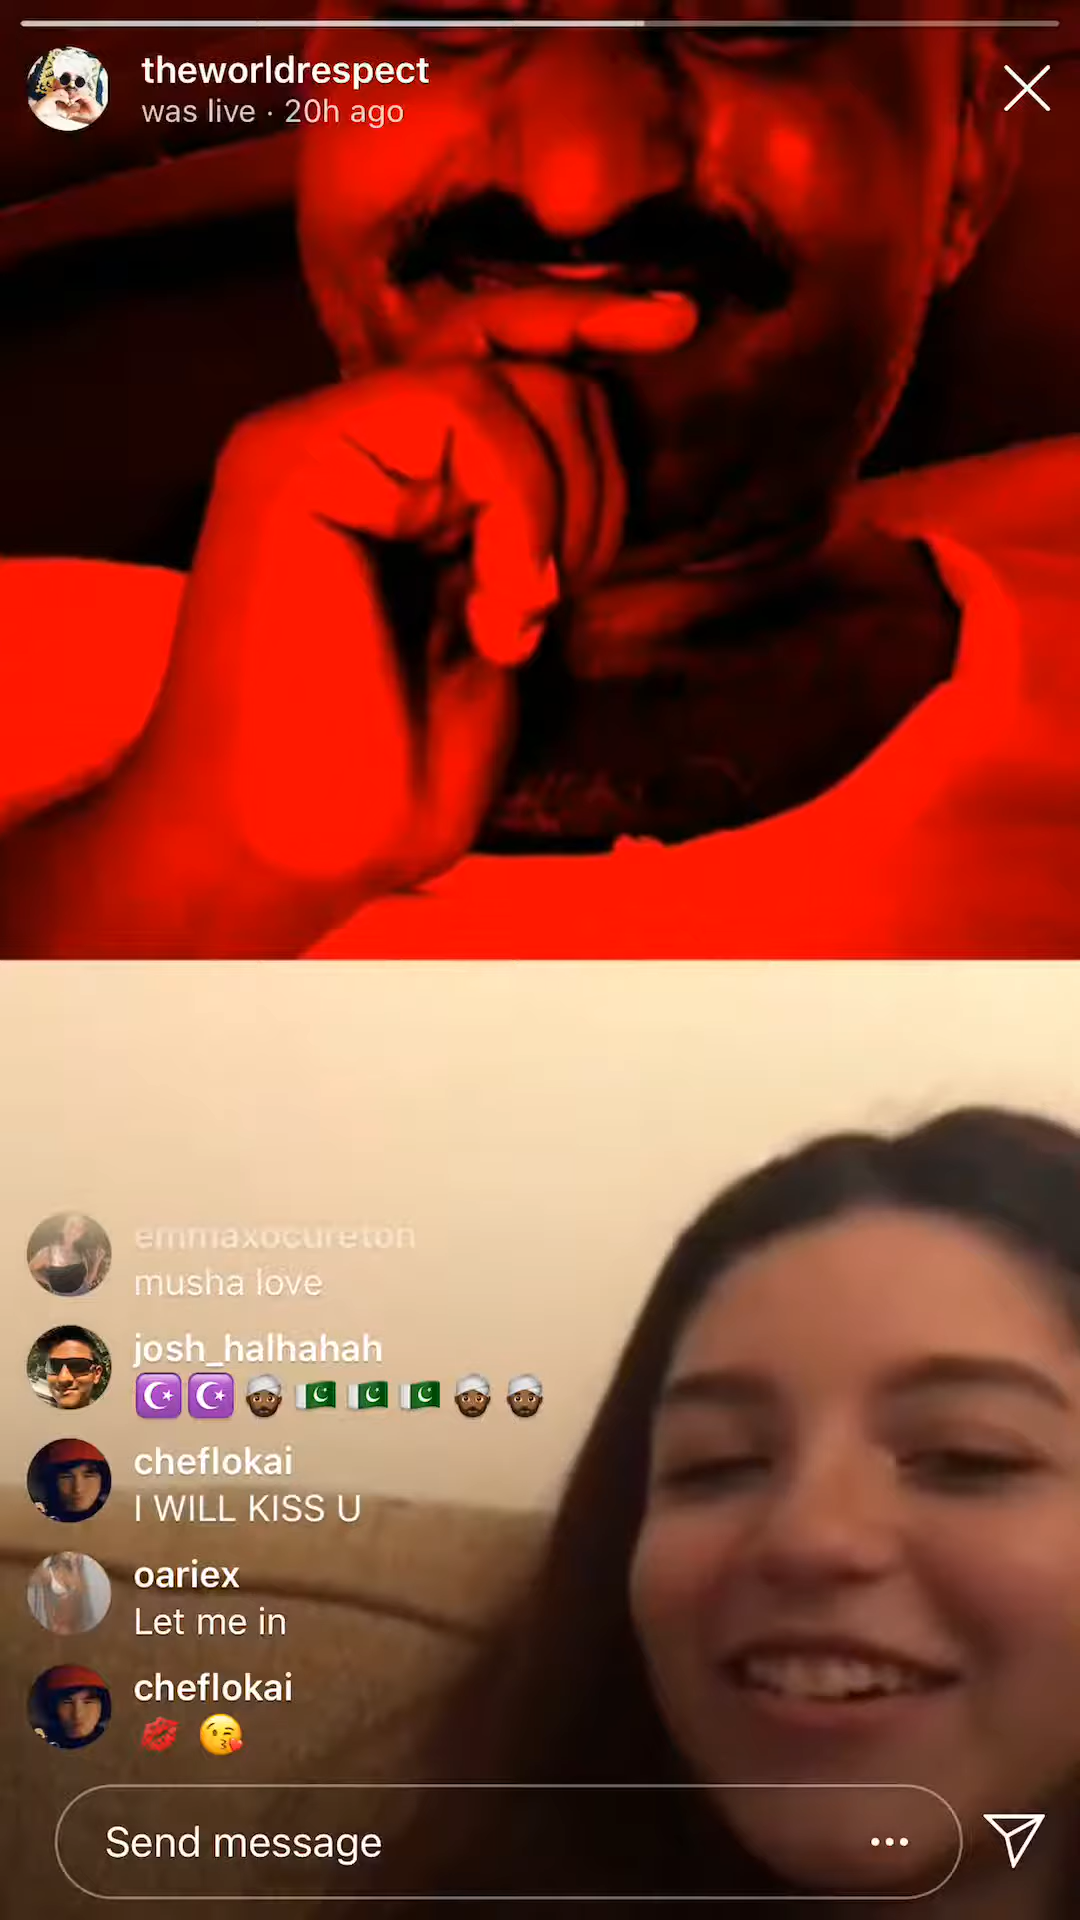 theworldrespect
was live · 20h ago
emmaxocureton
musha love
josh_halhahah
☪️☪️👳🏾‍♂️🇵🇰🇵🇰🇵🇰👳🏾‍♂️👳🏾‍♂️
cheflokai
I WILL KISS U
oariex
Let me in
cheflokai
💋 😘
Send message